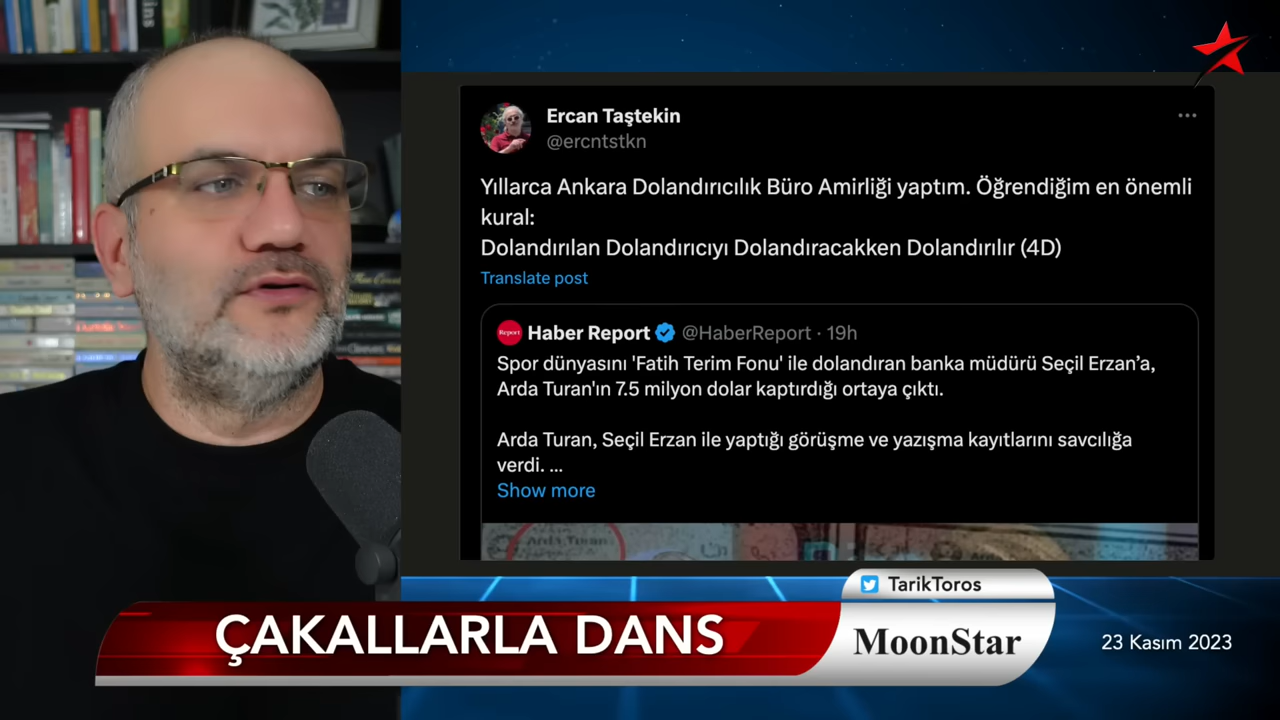 Ercan Taştekin
@ercntstkn
Yıllarca Ankara Dolandırıcılık Büro Amirliği yaptım. Öğrendiğim en önemli
kural:
Dolandırılan Dolandırıcıyı Dolandıracakken Dolandırılır (4D)
Translate post
Report
Haber Report @HaberReport · 19h
Spor dünyasını 'Fatih Terim Fonu' ile dolandıran banka müdürü Seçil Erzan’a,
Arda Turan'ın 7.5 milyon dolar kaptırdığı ortaya çıktı.
Arda Turan, Seçil Erzan ile yaptığı görüşme ve yazışma kayıtlarını savcılığa
verdi. ...
Show more
Arda Turan
TarikToros
ÇAKALLARLA DANS
MoonStar
23 Kasım 2023